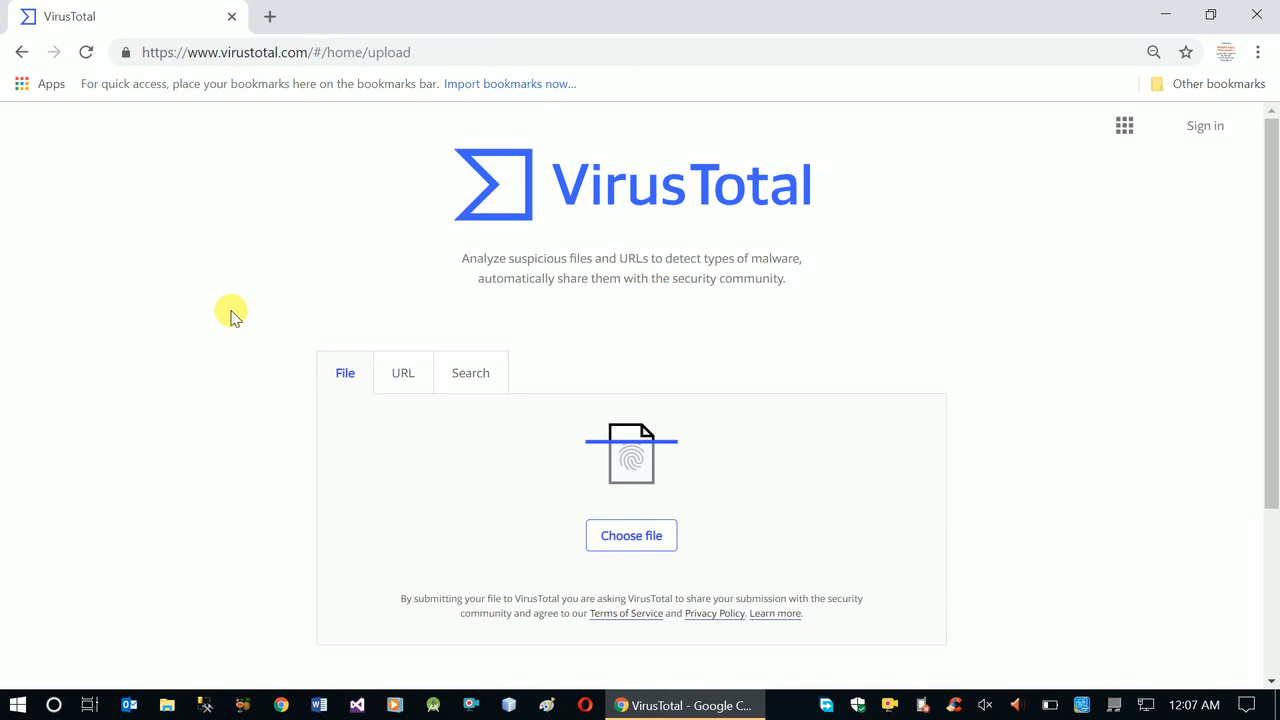 VirusTotal
https://www.virustotal.com/#/home/upload
Apps For quick access, place your bookmarks here on the bookmarks bar. Import bookmarks now... Other bookmarks
Sign in
VirusTotal
Analyze suspicious files and URLs to detect types of malware,
automatically share them with the security community.
File URL Search
Choose file
By submitting your file to VirusTotal you are asking VirusTotal to share your submission with the security
community and agree to our Terms of Service and Privacy Policy. Learn more.
VirusTotal - Google C... 12:07 AM